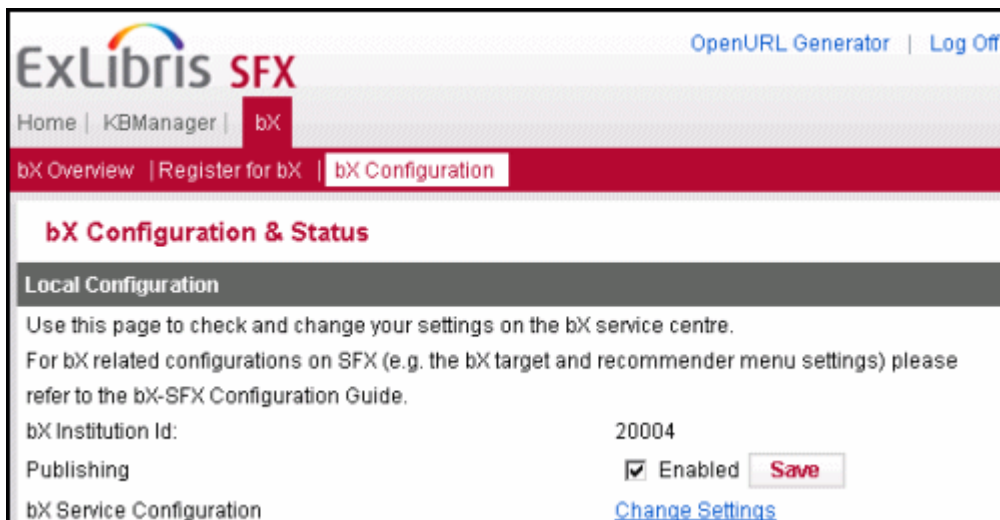 OpenURL Generator | Log Off
ExLibris SFX
Home | KBManager | bX
bX Overview | Register for bX | bX Configuration
bX Configuration & Status
Local Configuration
Use this page to check and change your settings on the bX service centre.
For bX related configurations on SFX (e.g. the bX target and recommender menu settings) please
refer to the bX-SFX Configuration Guide.
bX Institution Id: 20004
Publishing Enabled Save
bX Service Configuration Change Settings